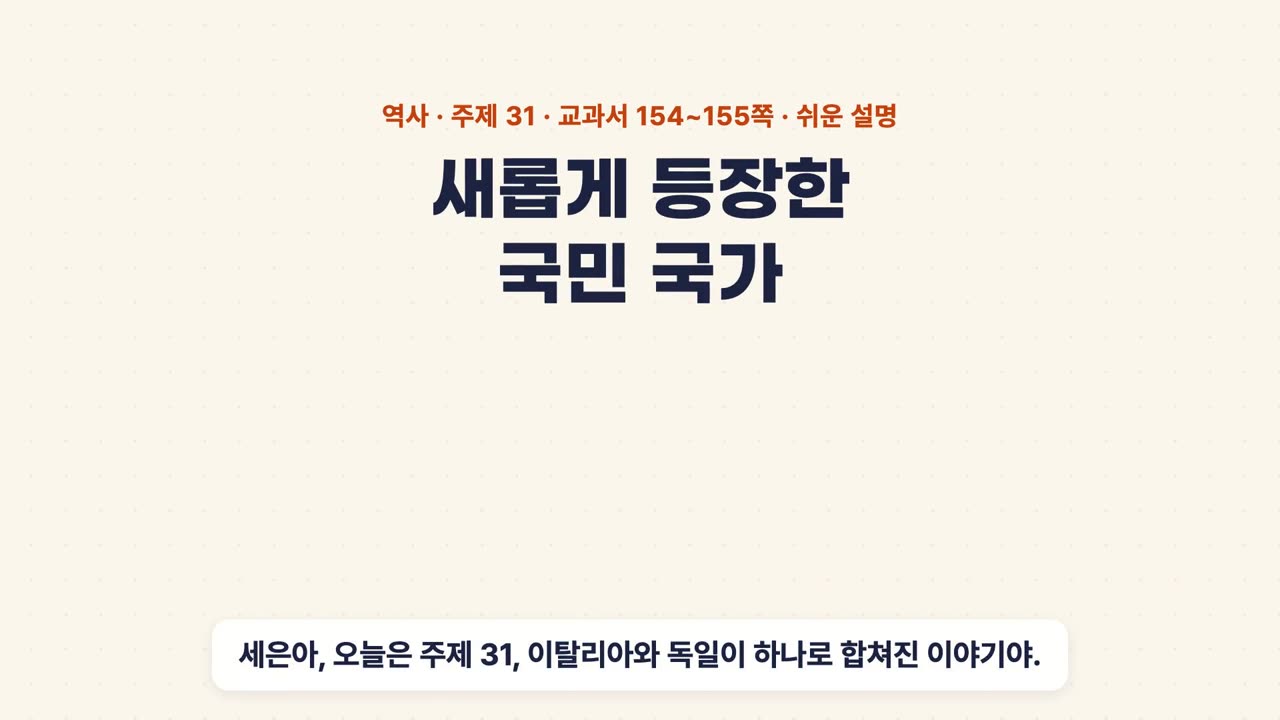 역사 · 주제 31 · 교과서 154~155쪽 · 쉬운 설명
새롭게 등장한
국민 국가
세은아, 오늘은 주제 31, 이탈리아와 독일이 하나로 합쳐진 이야기야.